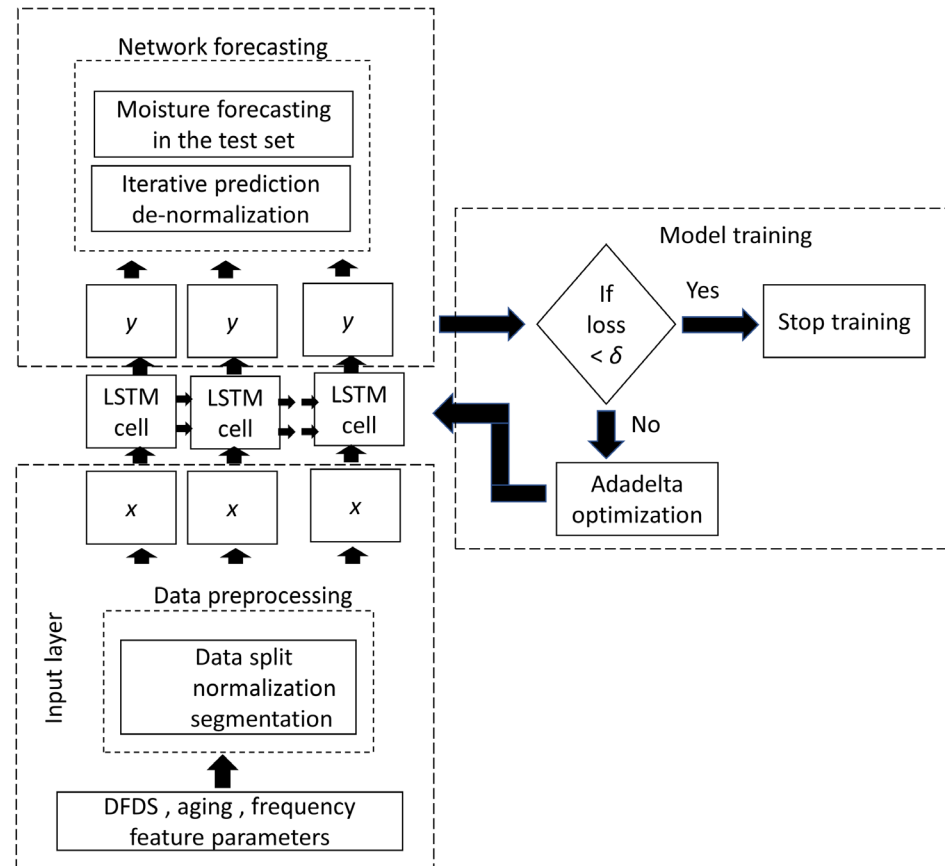 Network forecasting
Moisture forecasting
in the test set
Iterative prediction
de-normalization
y
y
y
LSTM
cell
LSTM
cell
LSTM
cell
x
x
x
Data preprocessing
Data split
normalization
segmentation
Input layer
DFDS , aging , frequency
feature parameters
Model training
If
loss
< δ
Yes
Stop training
No
Adadelta
optimization